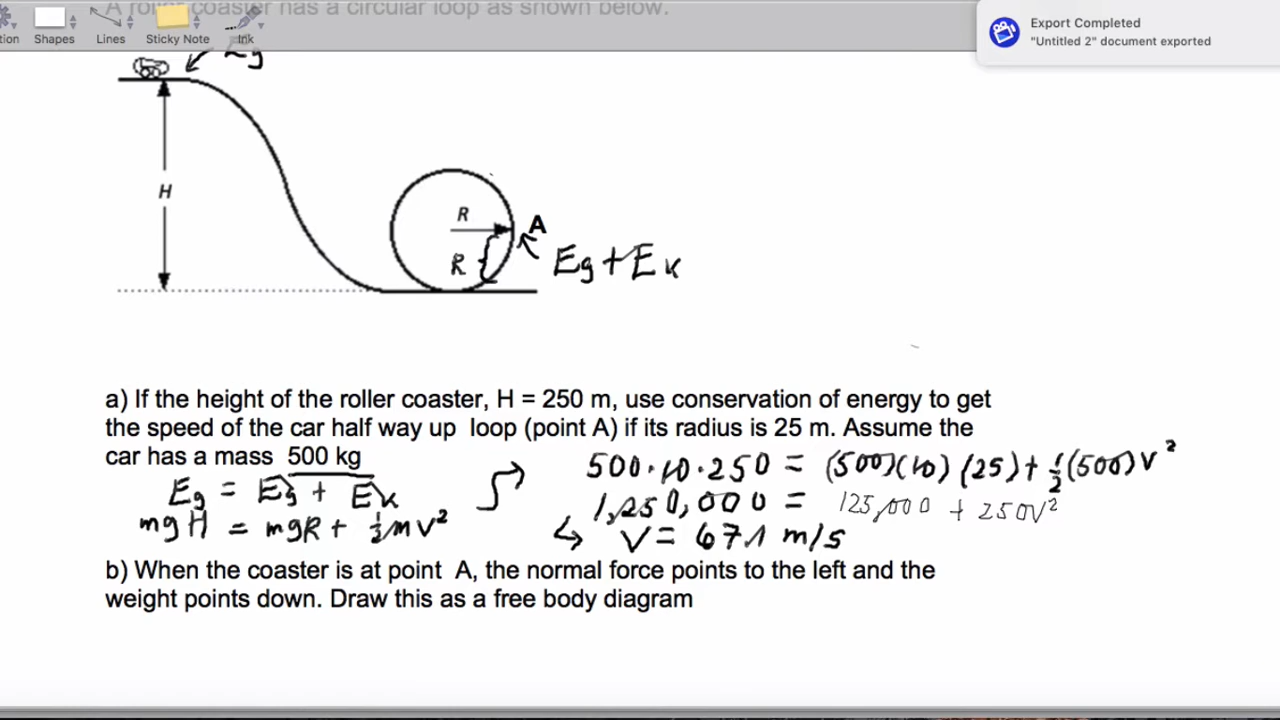 A roller coaster has a circular loop as shown below.
tion Shapes Lines Sticky Note Ink
Export Completed
"Untitled 2" document exported
Eg
H
R
A
R
Eg + Ek
a) If the height of the roller coaster, H = 250 m, use conservation of energy to get
the speed of the car half way up loop (point A) if its radius is 25 m. Assume the
car has a mass 500 kg
Eg = Eg + Ek
mgH = mgR + 1/2 mv²
500·10·250 = (500)(10)(25) + 1/2 (500)v²
1,250,000 = 125,000 + 250v²
v = 67.1 m/s
b) When the coaster is at point A, the normal force points to the left and the
weight points down. Draw this as a free body diagram